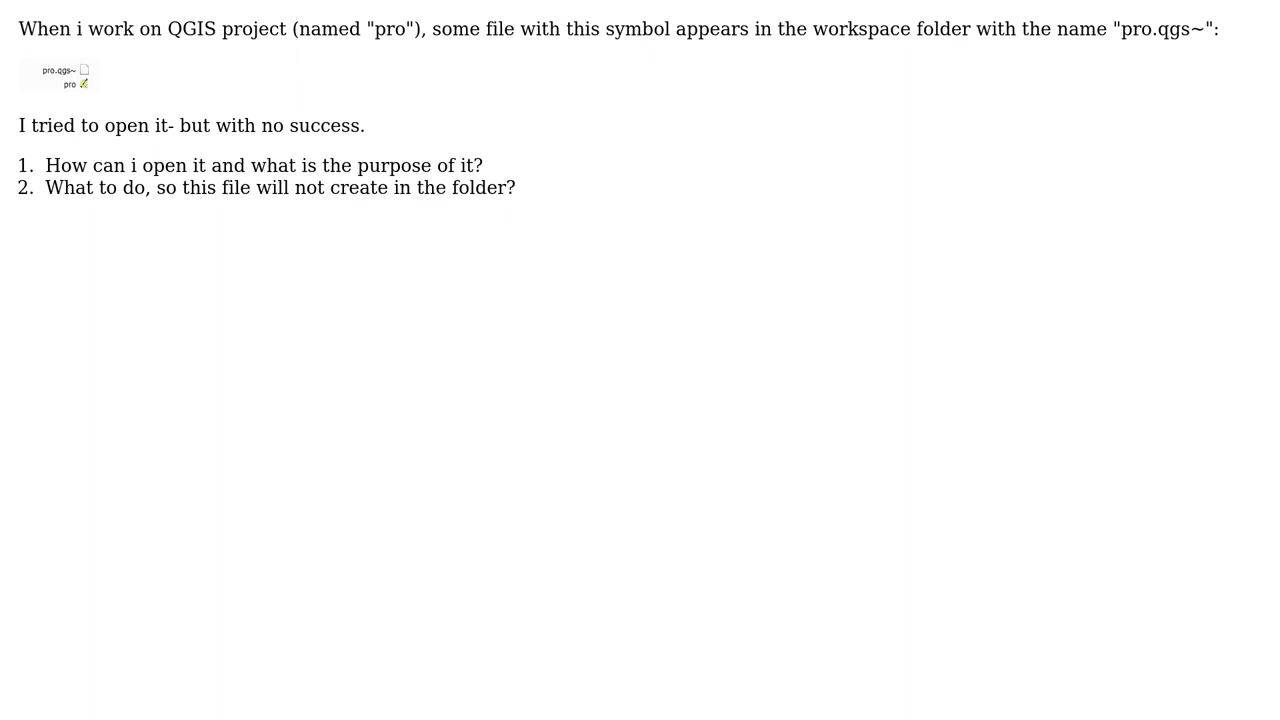 When i work on QGIS project (named "pro"), some file with this symbol appears in the workspace folder with the name "pro.qgs~":
pro.qgs~
pro
I tried to open it- but with no success.
1. How can i open it and what is the purpose of it?
2. What to do, so this file will not create in the folder?